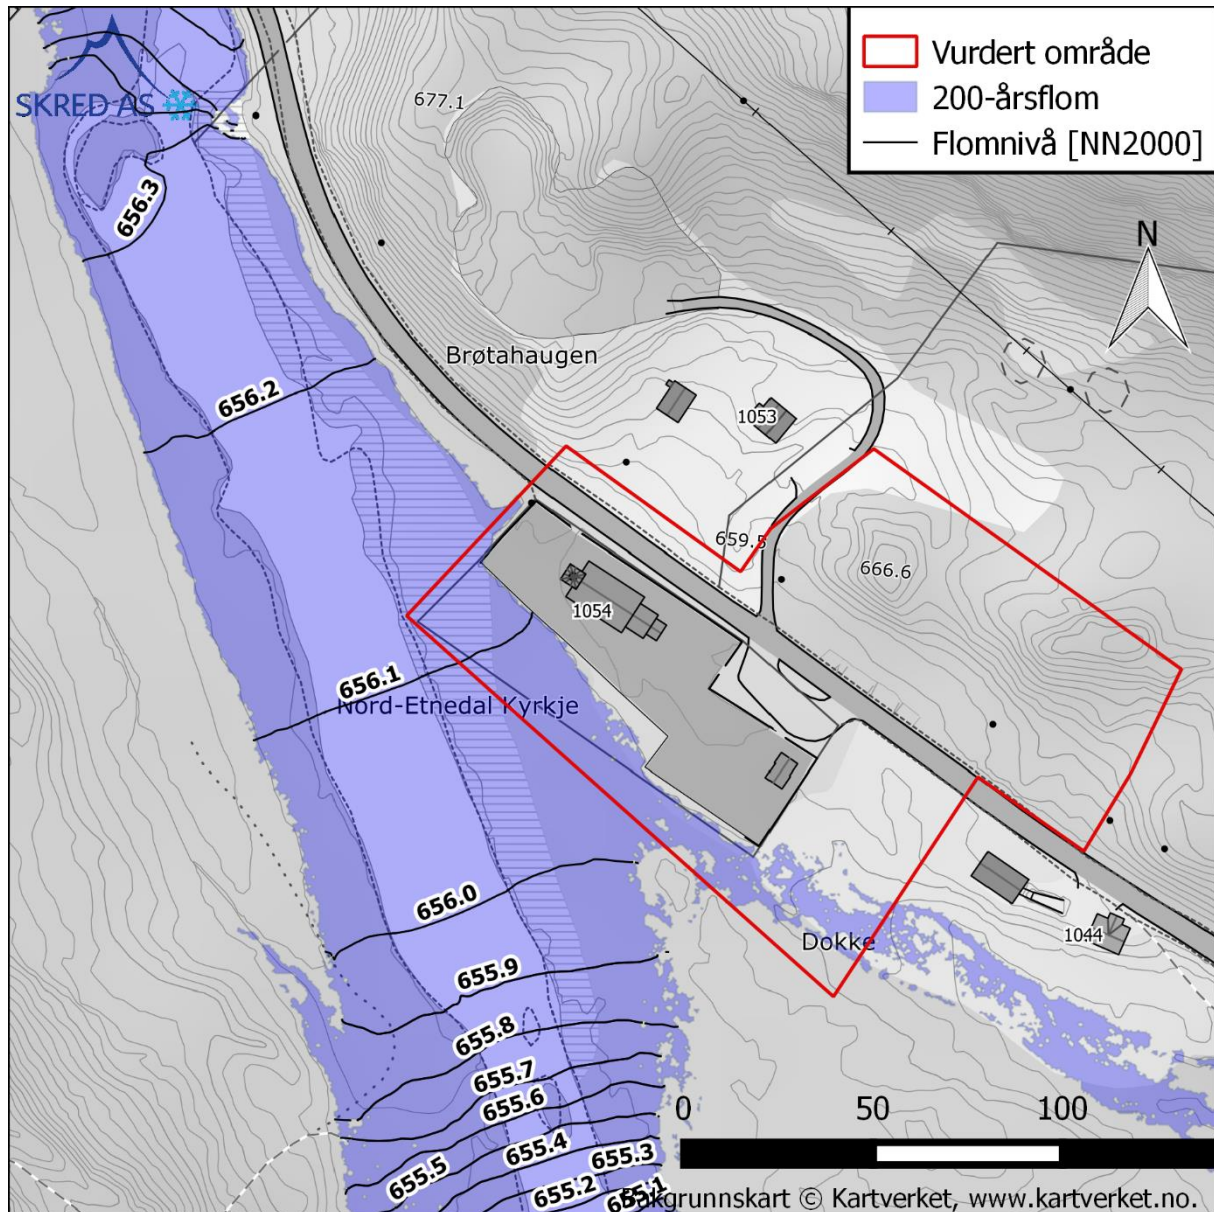 SKRED AS
Vurdert område
200-årsflom
Flomnivå [NN2000]
677.1
656.3
N
Brøtahaugen
656.2
1053
659.5
666.6
1054
656.1
Nord-Etnedal Kyrkje
656.0
Dokke
1044
655.9
655.8
655.7
655.6
655.5
655.4
655.3
655.2
655.1
0 50 100
Bakgrunnskart © Kartverket, www.kartverket.no.